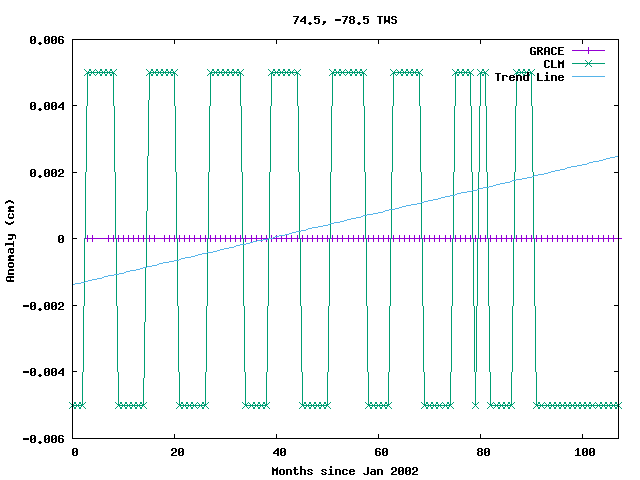 74.5, -78.5 TWS
GRACE
CLM
Trend Line
0.006
0.004
0.002
0
-0.002
-0.004
-0.006
Anomaly (cm)
0 20 40 60 80 100
Months since Jan 2002